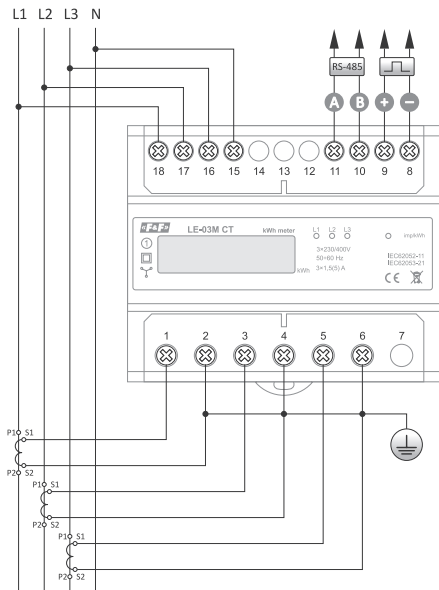 L1 L2 L3 N
RS-485
A B + −
18 17 16 15 14 13 12 11 10 9 8
«F&F» LE-03M CT kWh meter L1 L2 L3 imp/kWh
1
3×230/400V
50÷60 Hz
3×1,5(5) A
IEC62052-11
IEC62053-21
kWh
CE
1 2 3 4 5 6 7
P1 S1
P2 S2
P1 S1
P2 S2
P1 S1
P2 S2